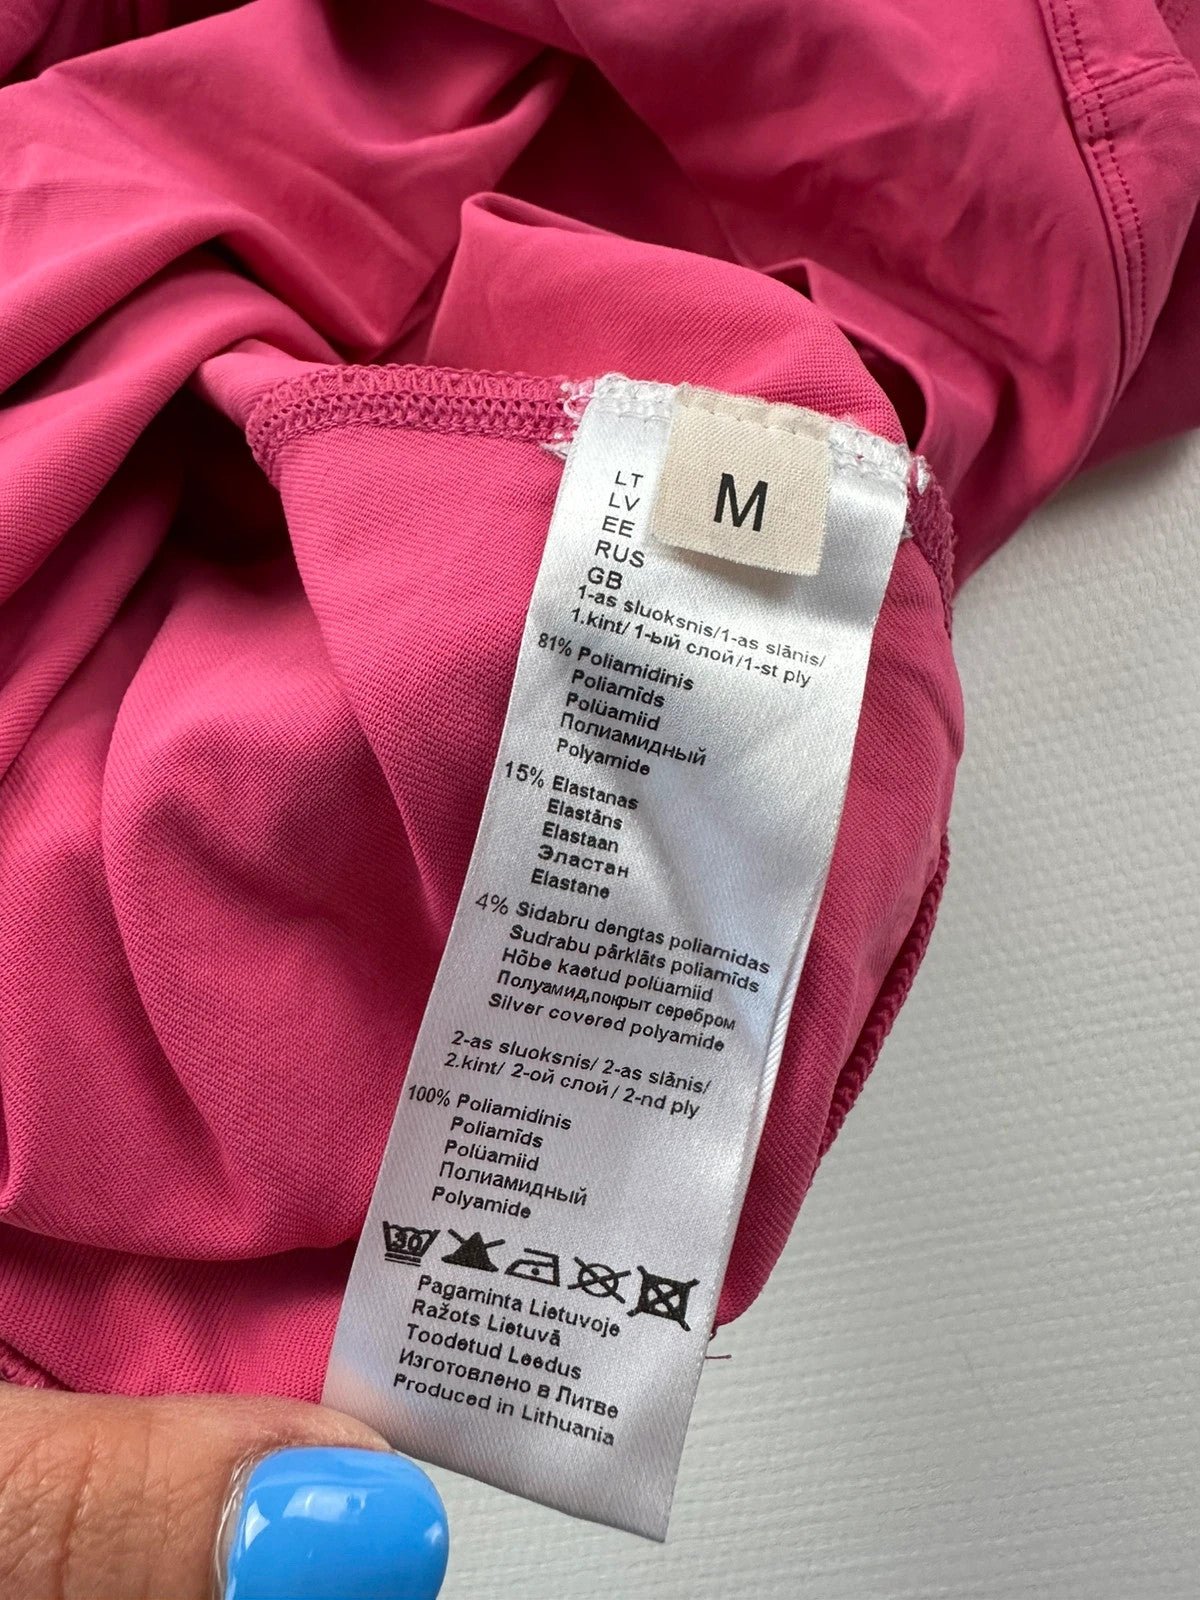 M
LT
LV
EE
RUS
GB
1-as sluoksnis/1-as slānis/
1.kint/ 1-ый слой/1-st ply
81% Poliamidinis
Poliamīds
Polüamiid
Полиамидный
Polyamide
15% Elastanas
Elastāns
Elastaan
Эластан
Elastane
4% Sidabru dengtas poliamidas
Sudrabu pārklāts poliamīds
Hõbe kaetud polüamiid
Полуамид,покрыт серебром
Silver covered polyamide
2-as sluoksnis/ 2-as slānis/
2.kint/ 2-ой слой/ 2-nd ply
100% Poliamidinis
Poliamīds
Polüamiid
Полиамидный
Polyamide
30
Pagaminta Lietuvoje
Ražots Lietuvā
Toodetud Leedus
Изготовлено в Литве
Produced in Lithuania